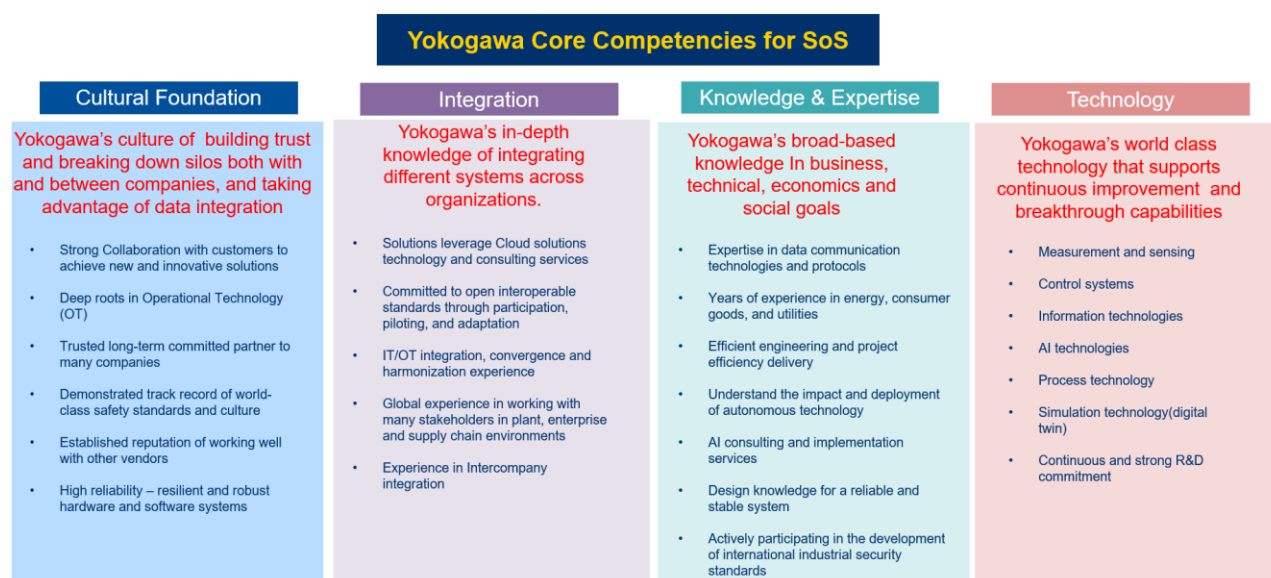 Yokogawa Core Competencies for SoS
Cultural Foundation
Yokogawa's culture of building trust
and breaking down silos both with
and between companies, and taking
advantage of data integration
• Strong Collaboration with customers to
achieve new and innovative solutions
• Deep roots in Operational Technology
(OT)
• Trusted long-term committed partner to
many companies
• Demonstrated track record of world-
class safety standards and culture
• Established reputation of working well
with other vendors
• High reliability – resilient and robust
hardware and software systems
Integration
Yokogawa's in-depth
knowledge of integrating
different systems across
organizations.
• Solutions leverage Cloud solutions
technology and consulting services
• Committed to open interoperable
standards through participation,
piloting, and adaptation
• IT/OT integration, convergence and
harmonization experience
• Global experience in working with
many stakeholders in plant, enterprise
and supply chain environments
• Experience in Intercompany
integration
Knowledge & Expertise
Yokogawa's broad-based
knowledge In business,
technical, economics and
social goals
• Expertise in data communication
technologies and protocols
• Years of experience in energy, consumer
goods, and utilities
• Efficient engineering and project
efficiency delivery
• Understand the impact and deployment
of autonomous technology
• AI consulting and implementation
services
• Design knowledge for a reliable and
stable system
• Actively participating in the development
of international industrial security
standards
Technology
Yokogawa's world class
technology that supports
continuous improvement and
breakthrough capabilities
• Measurement and sensing
• Control systems
• Information technologies
• AI technologies
• Process technology
• Simulation technology(digital
twin)
• Continuous and strong R&D
commitment